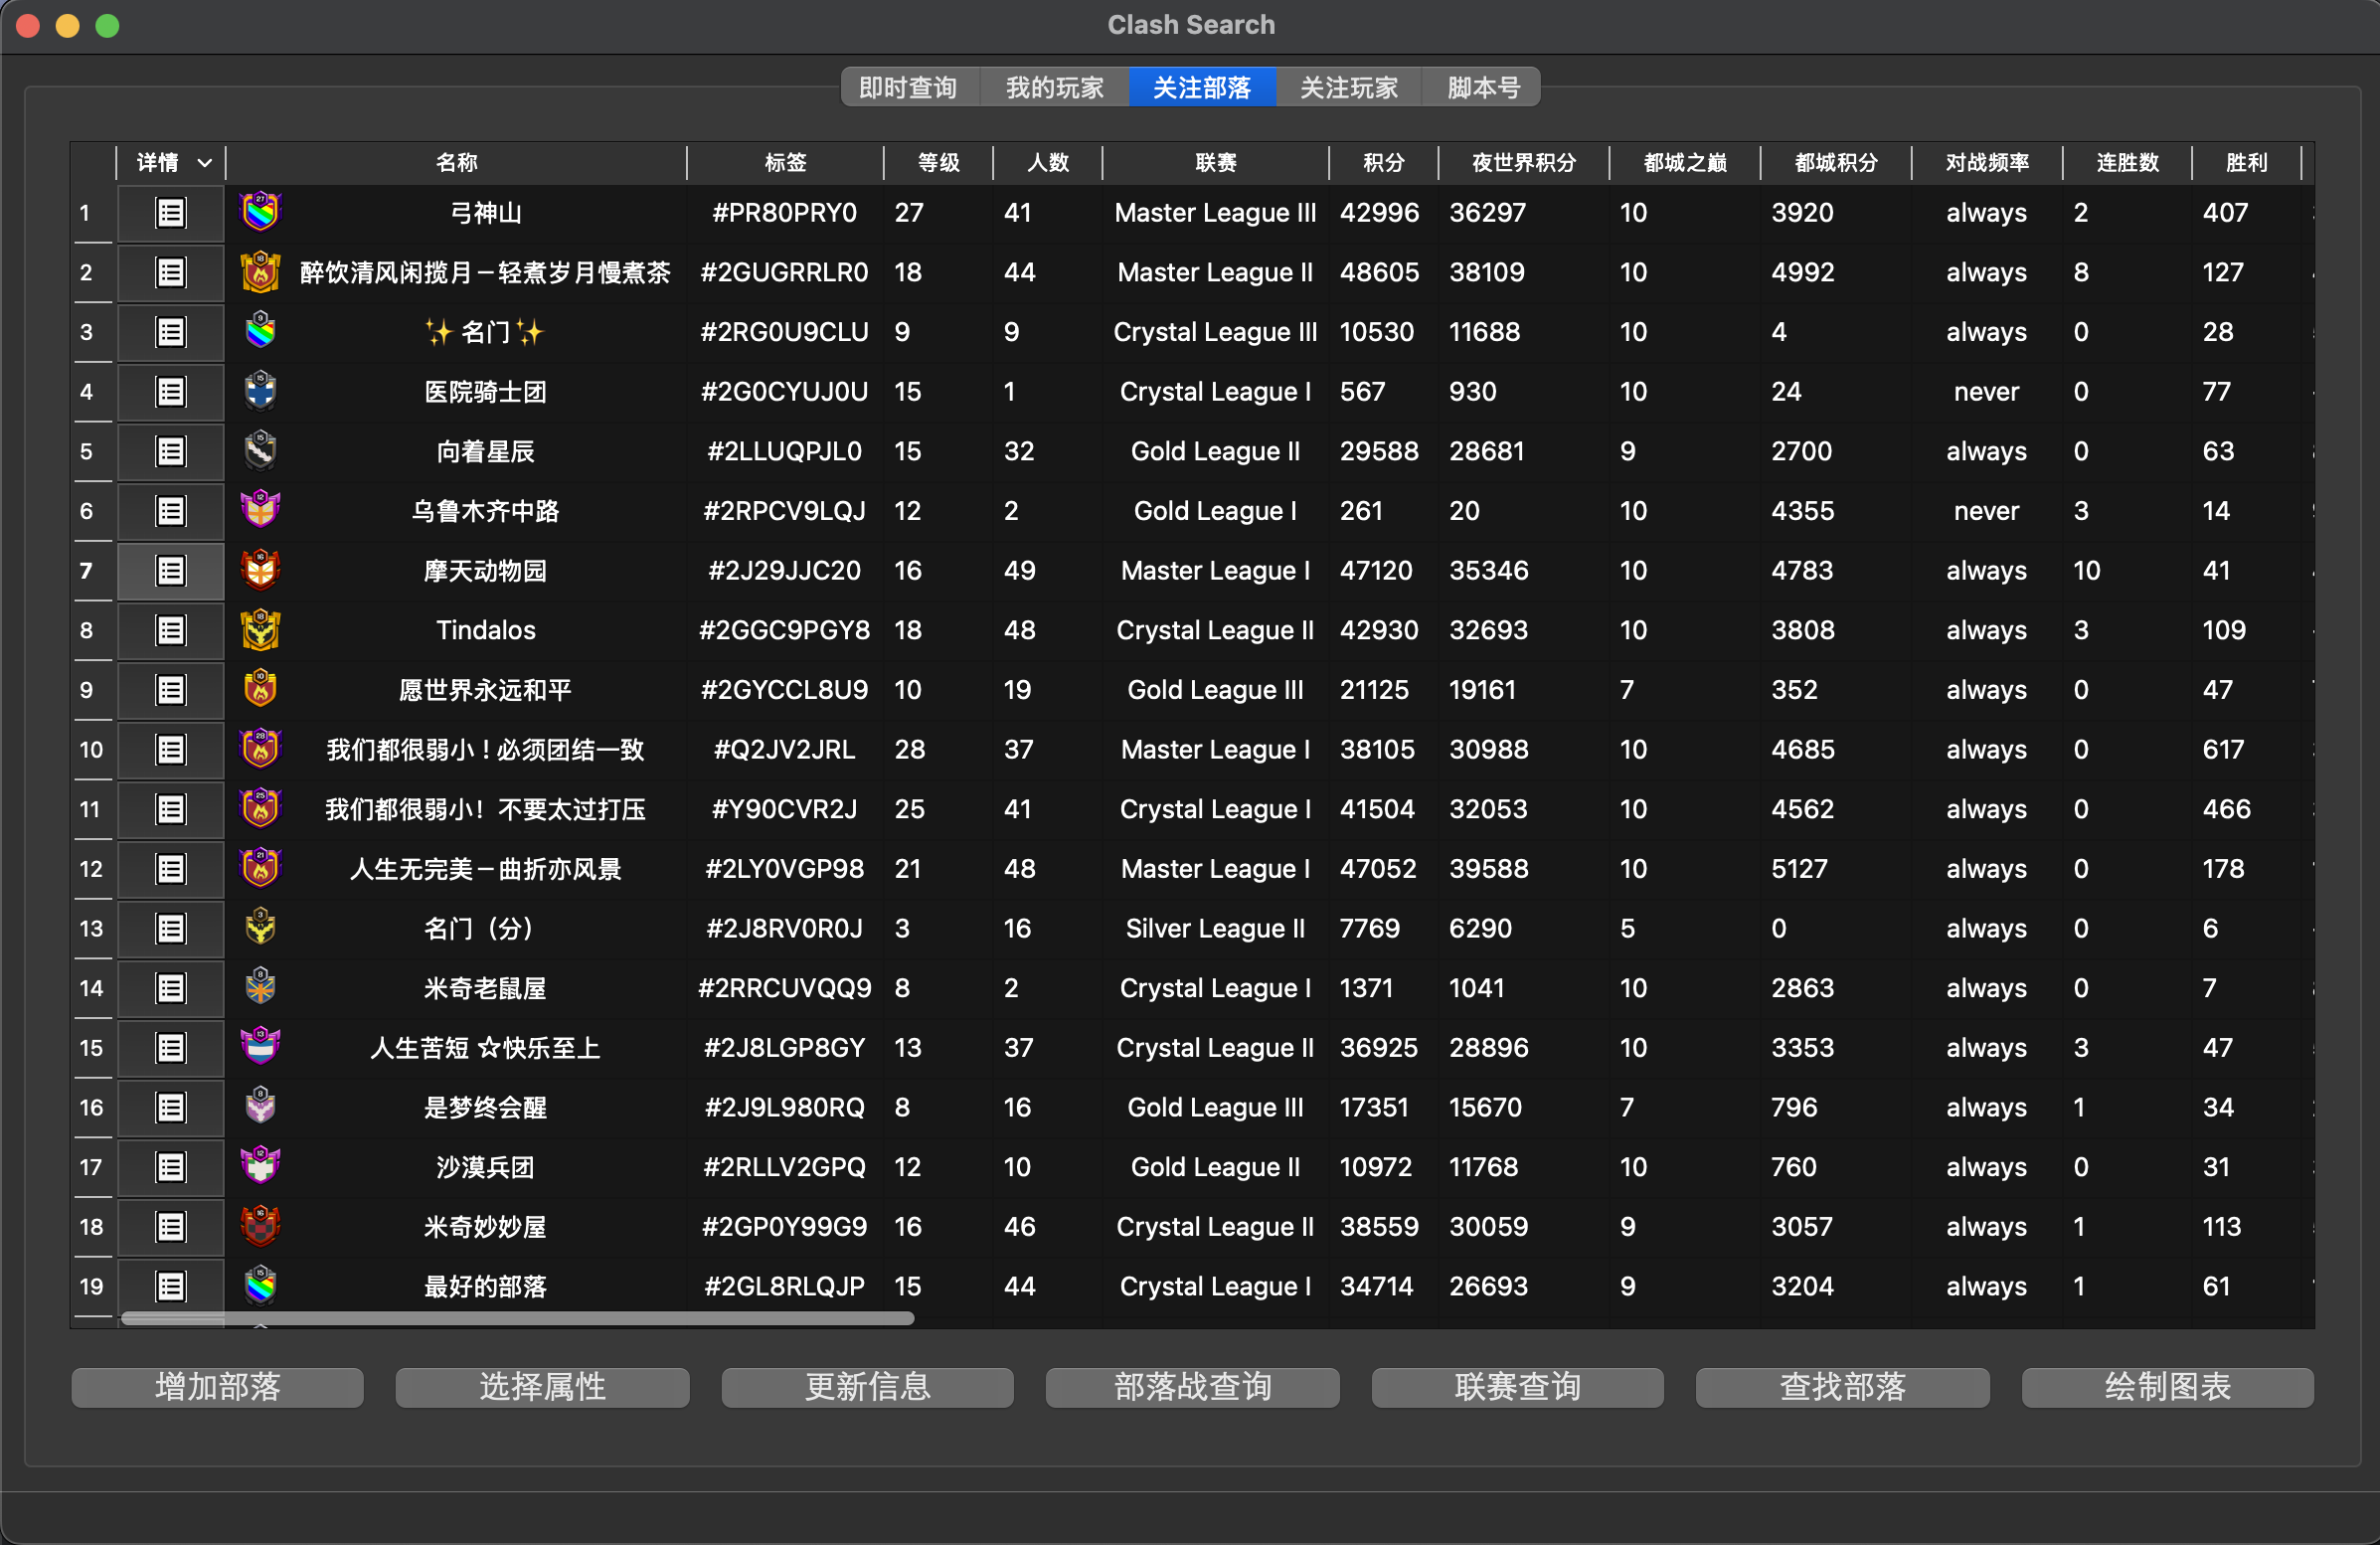 Clash Search
即时查询 我的玩家 关注部落 关注玩家 脚本号
详情 名称 标签 等级 人数 联赛 积分 夜世界积分 都城之巅 都城积分 对战频率 连胜数 胜利
1 27 弓神山 #PR80PRY0 27 41 Master League III 42996 36297 10 3920 always 2 407
2 18 醉饮清风闲揽月－轻煮岁月慢煮茶 #2GUGRRLR0 18 44 Master League II 48605 38109 10 4992 always 8 127
3 9 ✨名门✨ #2RG0U9CLU 9 9 Crystal League III 10530 11688 10 4 always 0 28
4 15 医院骑士团 #2G0CYUJ0U 15 1 Crystal League I 567 930 10 24 never 0 77
5 15 向着星辰 #2LLUQPJL0 15 32 Gold League II 29588 28681 9 2700 always 0 63
6 12 乌鲁木齐中路 #2RPCV9LQJ 12 2 Gold League I 261 20 10 4355 never 3 14
7 16 摩天动物园 #2J29JJC20 16 49 Master League I 47120 35346 10 4783 always 10 41
8 18 Tindalos #2GGC9PGY8 18 48 Crystal League II 42930 32693 10 3808 always 3 109
9 10 愿世界永远和平 #2GYCCL8U9 10 19 Gold League III 21125 19161 7 352 always 0 47
10 28 我们都很弱小！必须团结一致 #Q2JV2JRL 28 37 Master League I 38105 30988 10 4685 always 0 617
11 25 我们都很弱小！不要太过打压 #Y90CVR2J 25 41 Crystal League I 41504 32053 10 4562 always 0 466
12 21 人生无完美－曲折亦风景 #2LY0VGP98 21 48 Master League I 47052 39588 10 5127 always 0 178
13 3 名门（分） #2J8RV0R0J 3 16 Silver League II 7769 6290 5 0 always 0 6
14 8 米奇老鼠屋 #2RRCUVQQ9 8 2 Crystal League I 1371 1041 10 2863 always 0 7
15 13 人生苦短 ☆快乐至上 #2J8LGP8GY 13 37 Crystal League II 36925 28896 10 3353 always 3 47
16 8 是梦终会醒 #2J9L980RQ 8 16 Gold League III 17351 15670 7 796 always 1 34
17 12 沙漠兵团 #2RLLV2GPQ 12 10 Gold League II 10972 11768 10 760 always 0 31
18 16 米奇妙妙屋 #2GP0Y99G9 16 46 Crystal League II 38559 30059 9 3057 always 1 113
19 15 最好的部落 #2GL8RLQJP 15 44 Crystal League I 34714 26693 9 3204 always 1 61
增加部落 选择属性 更新信息 部落战查询 联赛查询 查找部落 绘制图表